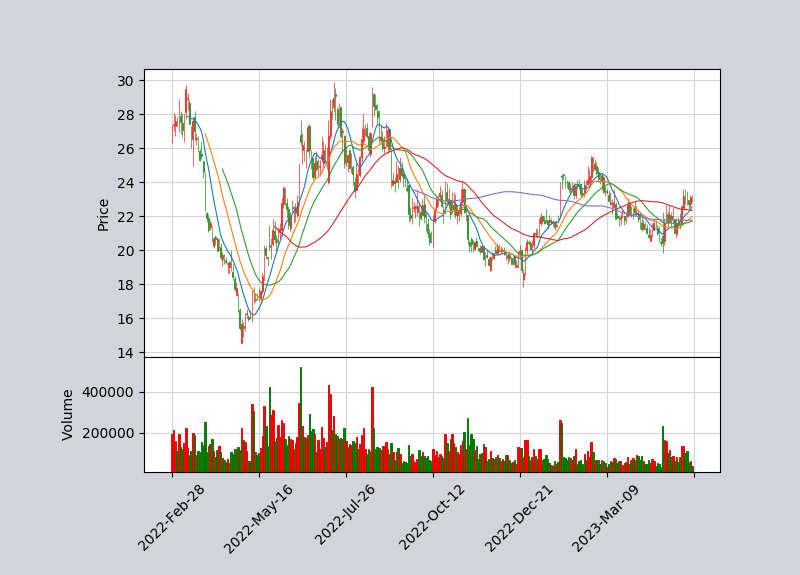 30
28
26
24
22
20
18
16
14
Price
400000
200000
Volume
2022-Feb-28
2022-May-16
2022-Jul-26
2022-Oct-12
2022-Dec-21
2023-Mar-09